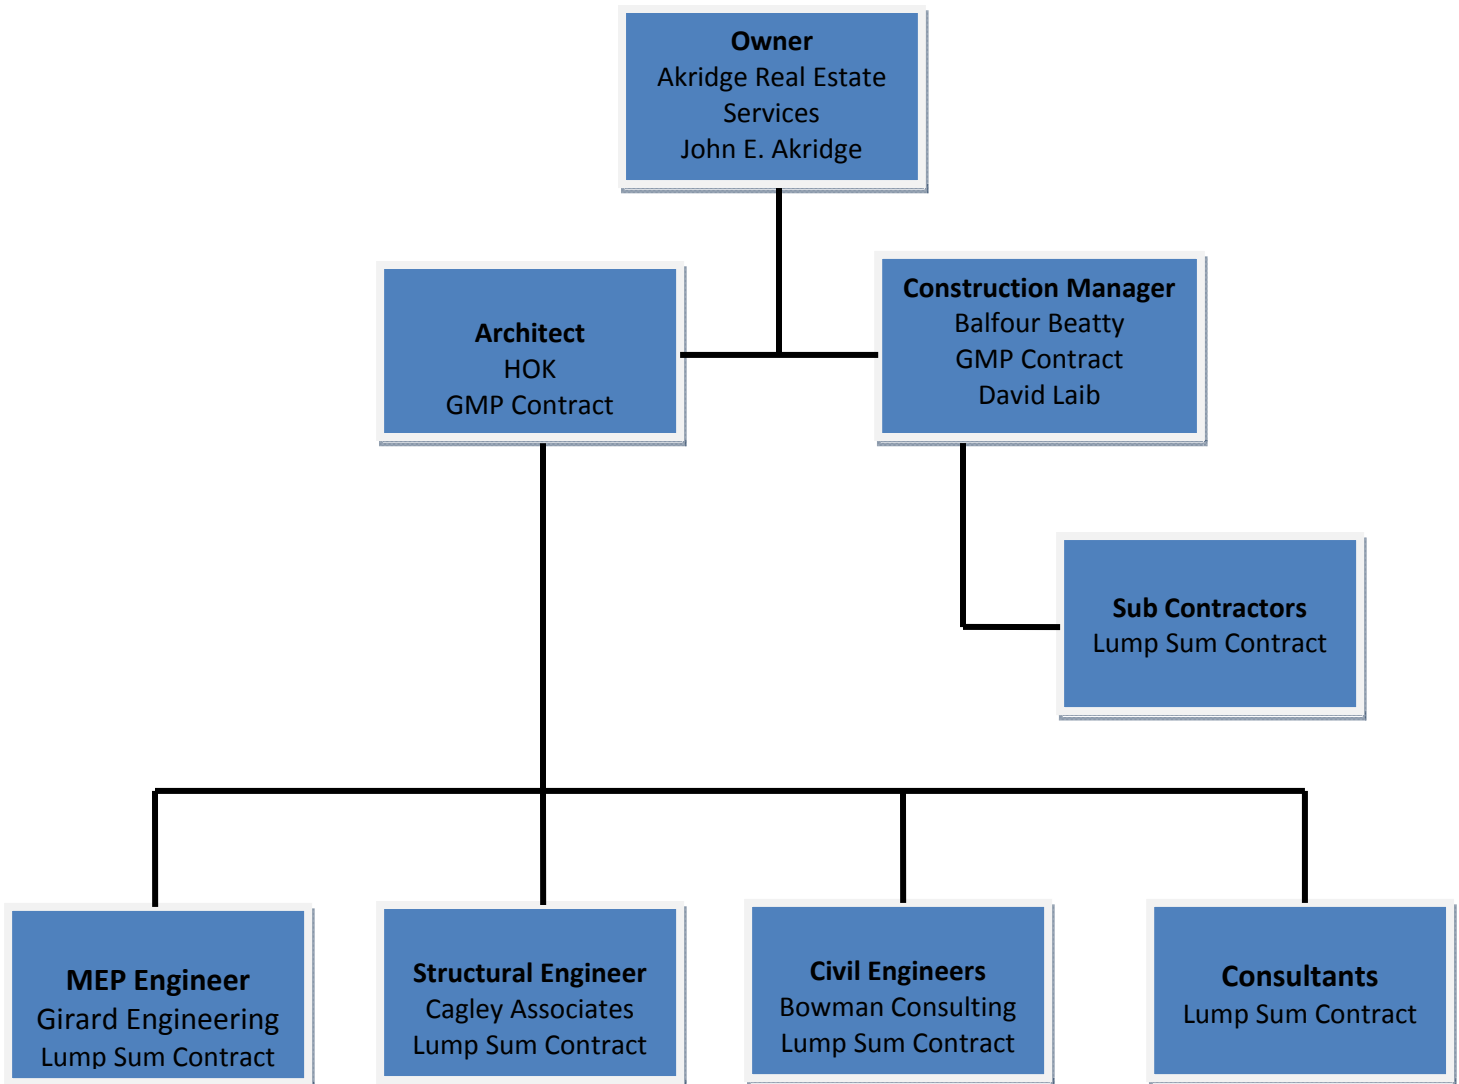 Owner
Akridge Real Estate
Services
John E. Akridge
Architect
HOK
GMP Contract
Construction Manager
Balfour Beatty
GMP Contract
David Laib
Sub Contractors
Lump Sum Contract
MEP Engineer
Girard Engineering
Lump Sum Contract
Structural Engineer
Cagley Associates
Lump Sum Contract
Civil Engineers
Bowman Consulting
Lump Sum Contract
Consultants
Lump Sum Contract